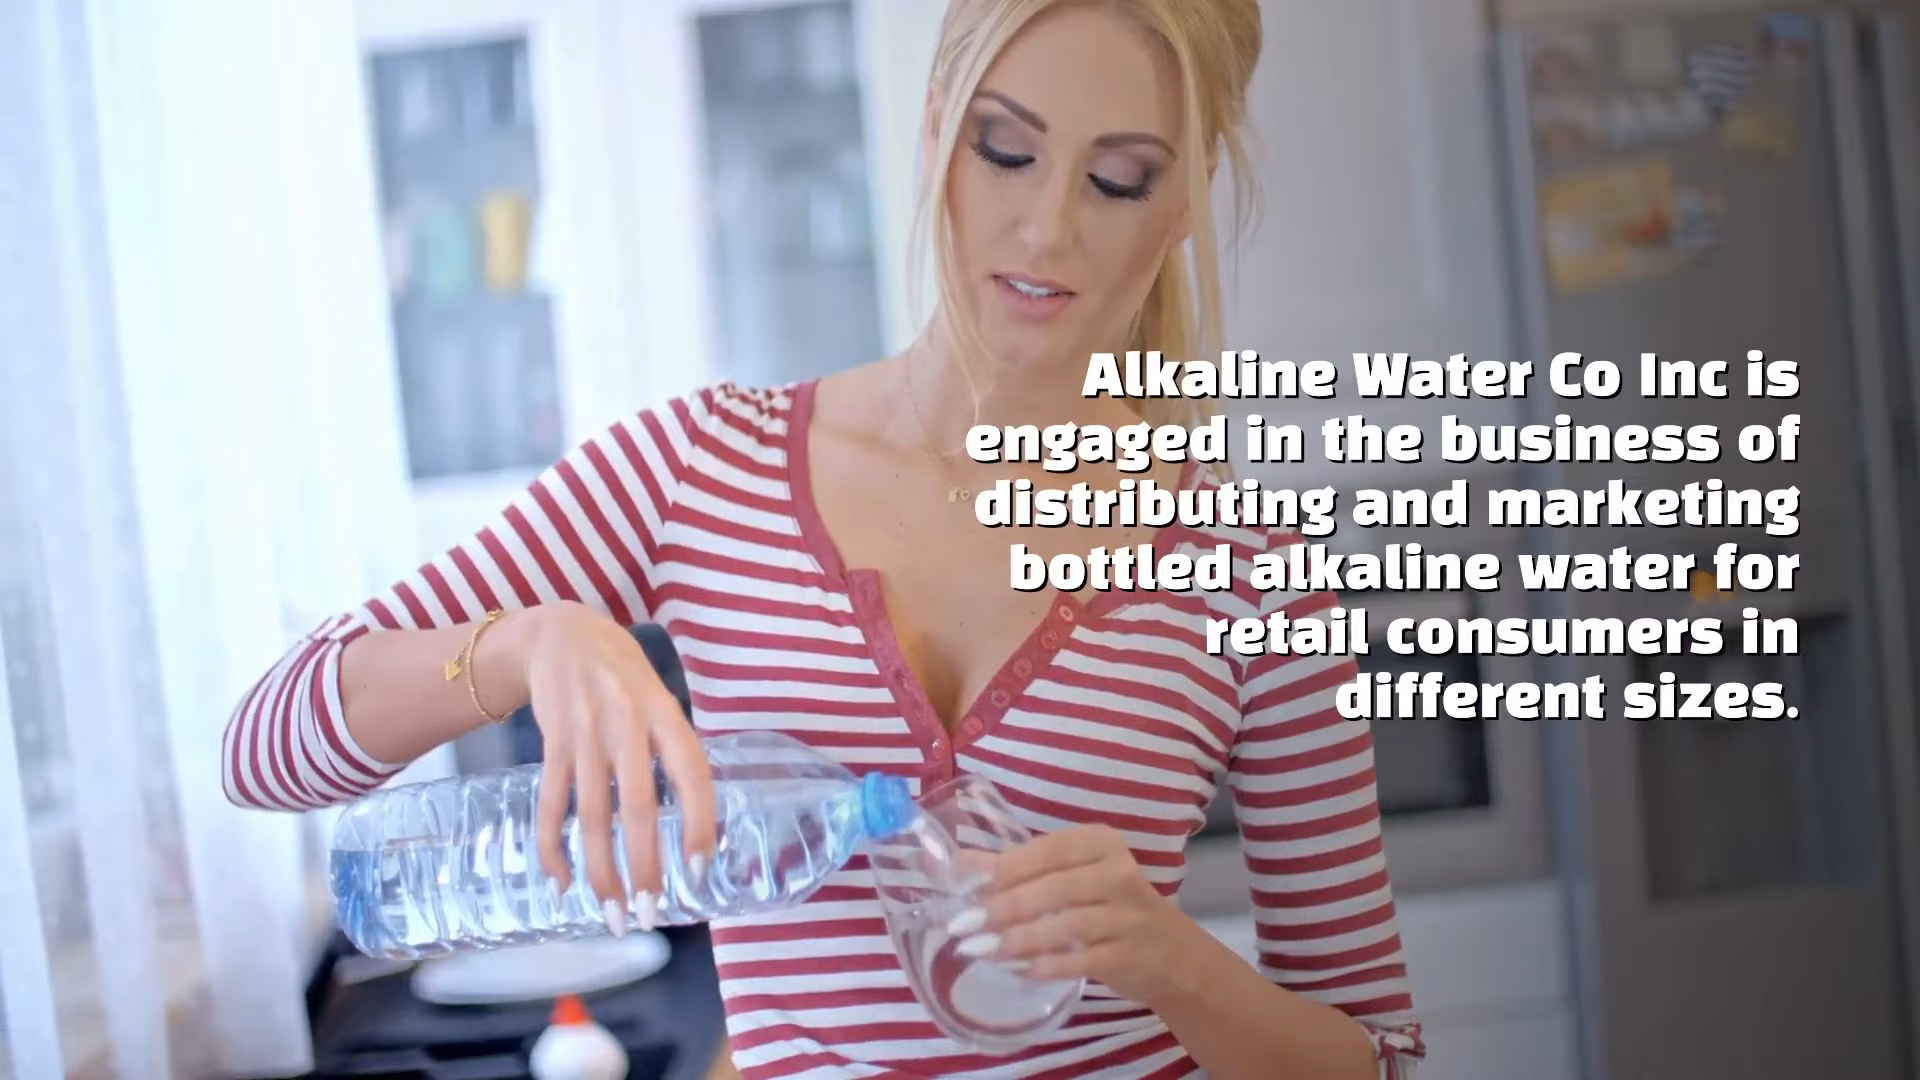 Alkaline Water Co Inc is
engaged in the business of
distributing and marketing
bottled alkaline water for
retail consumers in
different sizes.